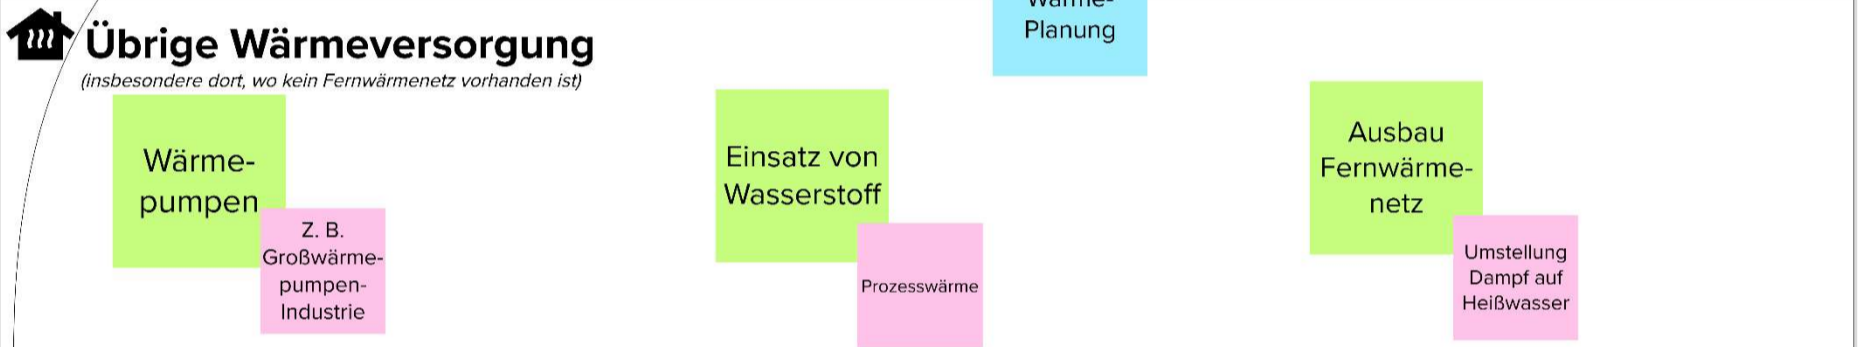 Wärme-
Planung
Übrige Wärmeversorgung
(insbesondere dort, wo kein Fernwärmenetz vorhanden ist)
Wärme-
pumpen
Z. B.
Großwärme-
pumpen-
Industrie
Einsatz von
Wasserstoff
Prozesswärme
Ausbau
Fernwärme-
netz
Umstellung
Dampf auf
Heißwasser